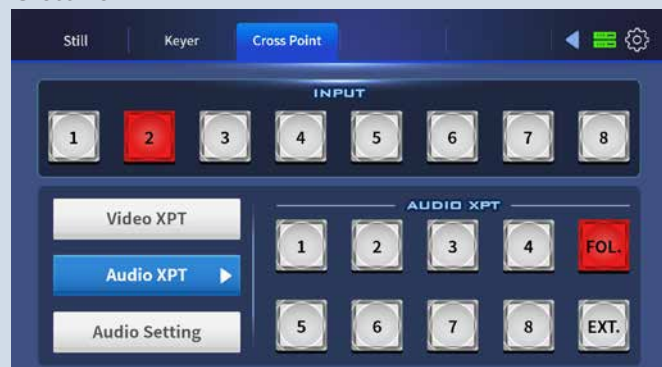 Still Keyer Cross Point
INPUT
1 2 3 4 5 6 7 8
Video XPT
Audio XPT
Audio Setting
AUDIO XPT
1 2 3 4 FOL.
5 6 7 8 EXT.